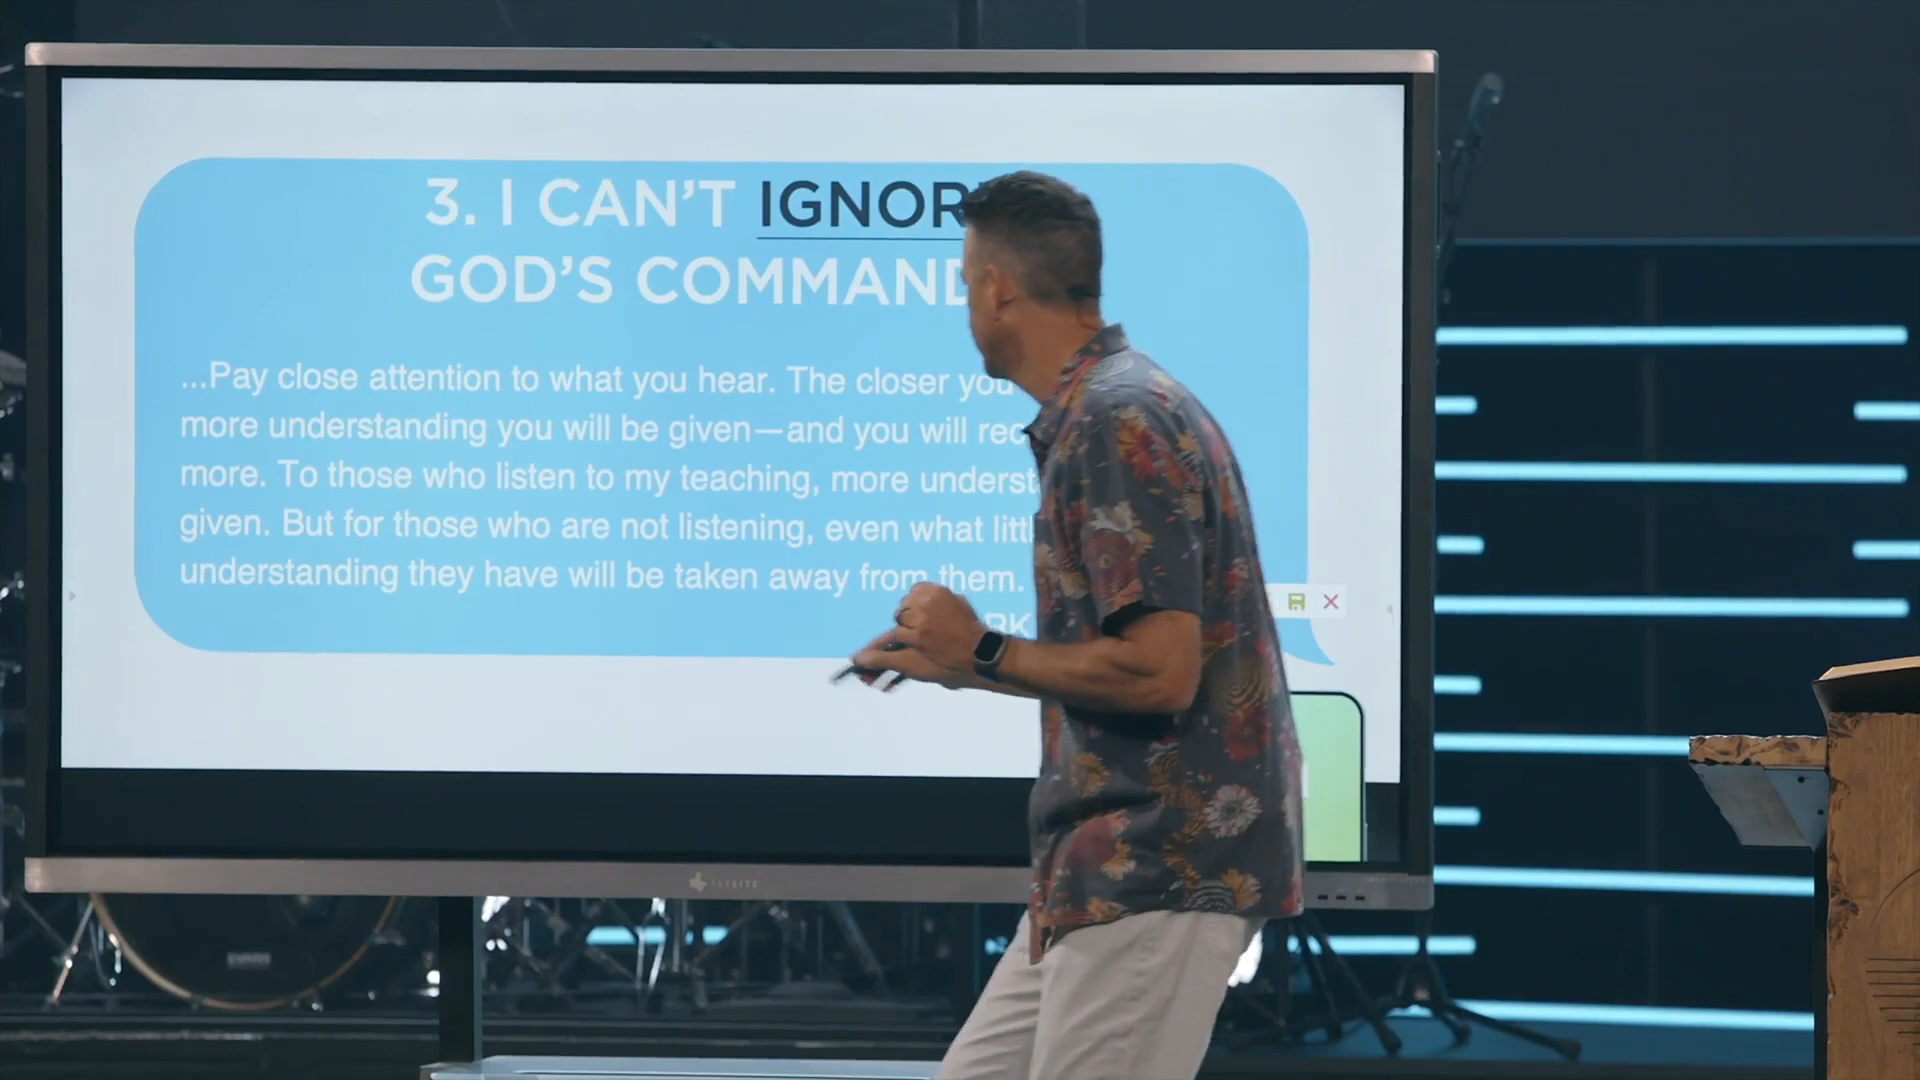 3. I CAN'T IGNOR
GOD'S COMMAND
...Pay close attention to what you hear. The closer you
more understanding you will be given—and you will rec
more. To those who listen to my teaching, more underst
given. But for those who are not listening, even what littl
understanding they have will be taken away from them.
RK
EVANS